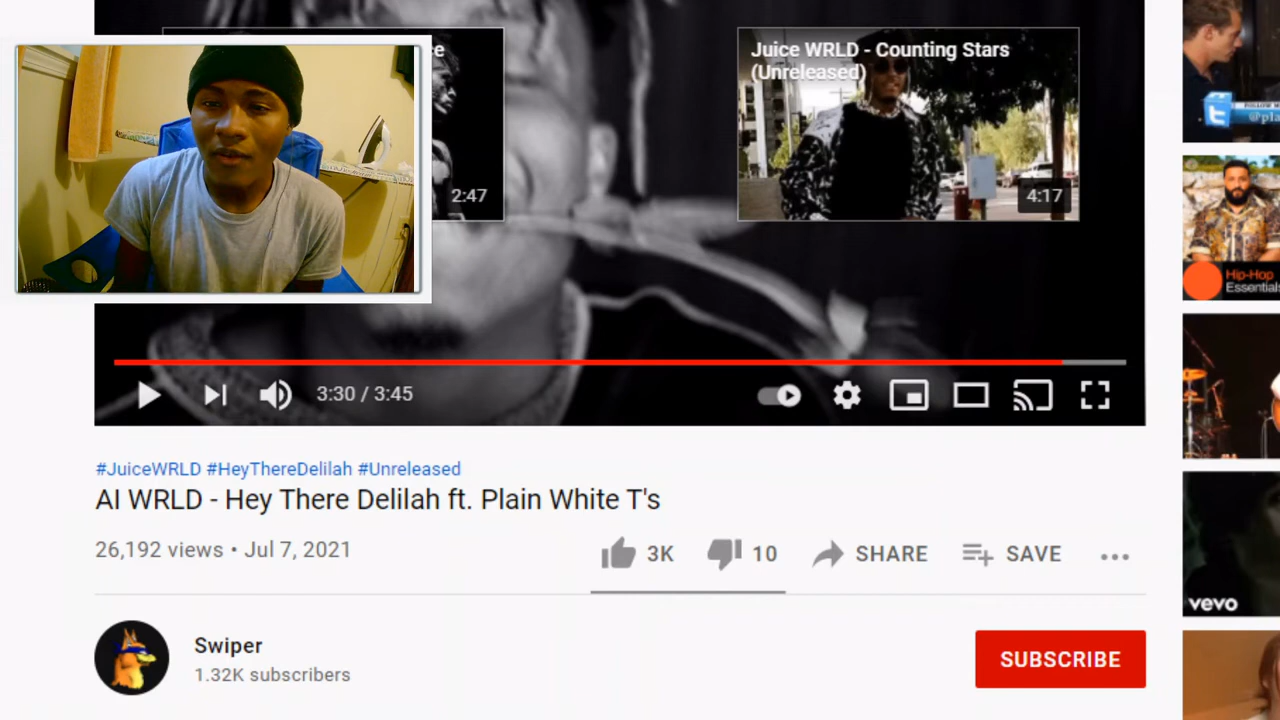 ce
2:47
Juice WRLD - Counting Stars
(Unreleased)
4:17
3:30 / 3:45
#JuiceWRLD #HeyThereDelilah #Unreleased
AI WRLD - Hey There Delilah ft. Plain White T's
26,192 views • Jul 7, 2021
3K
10
SHARE
SAVE
Swiper
1.32K subscribers
SUBSCRIBE
@pla
Hip-Hop
Essentials
vevo